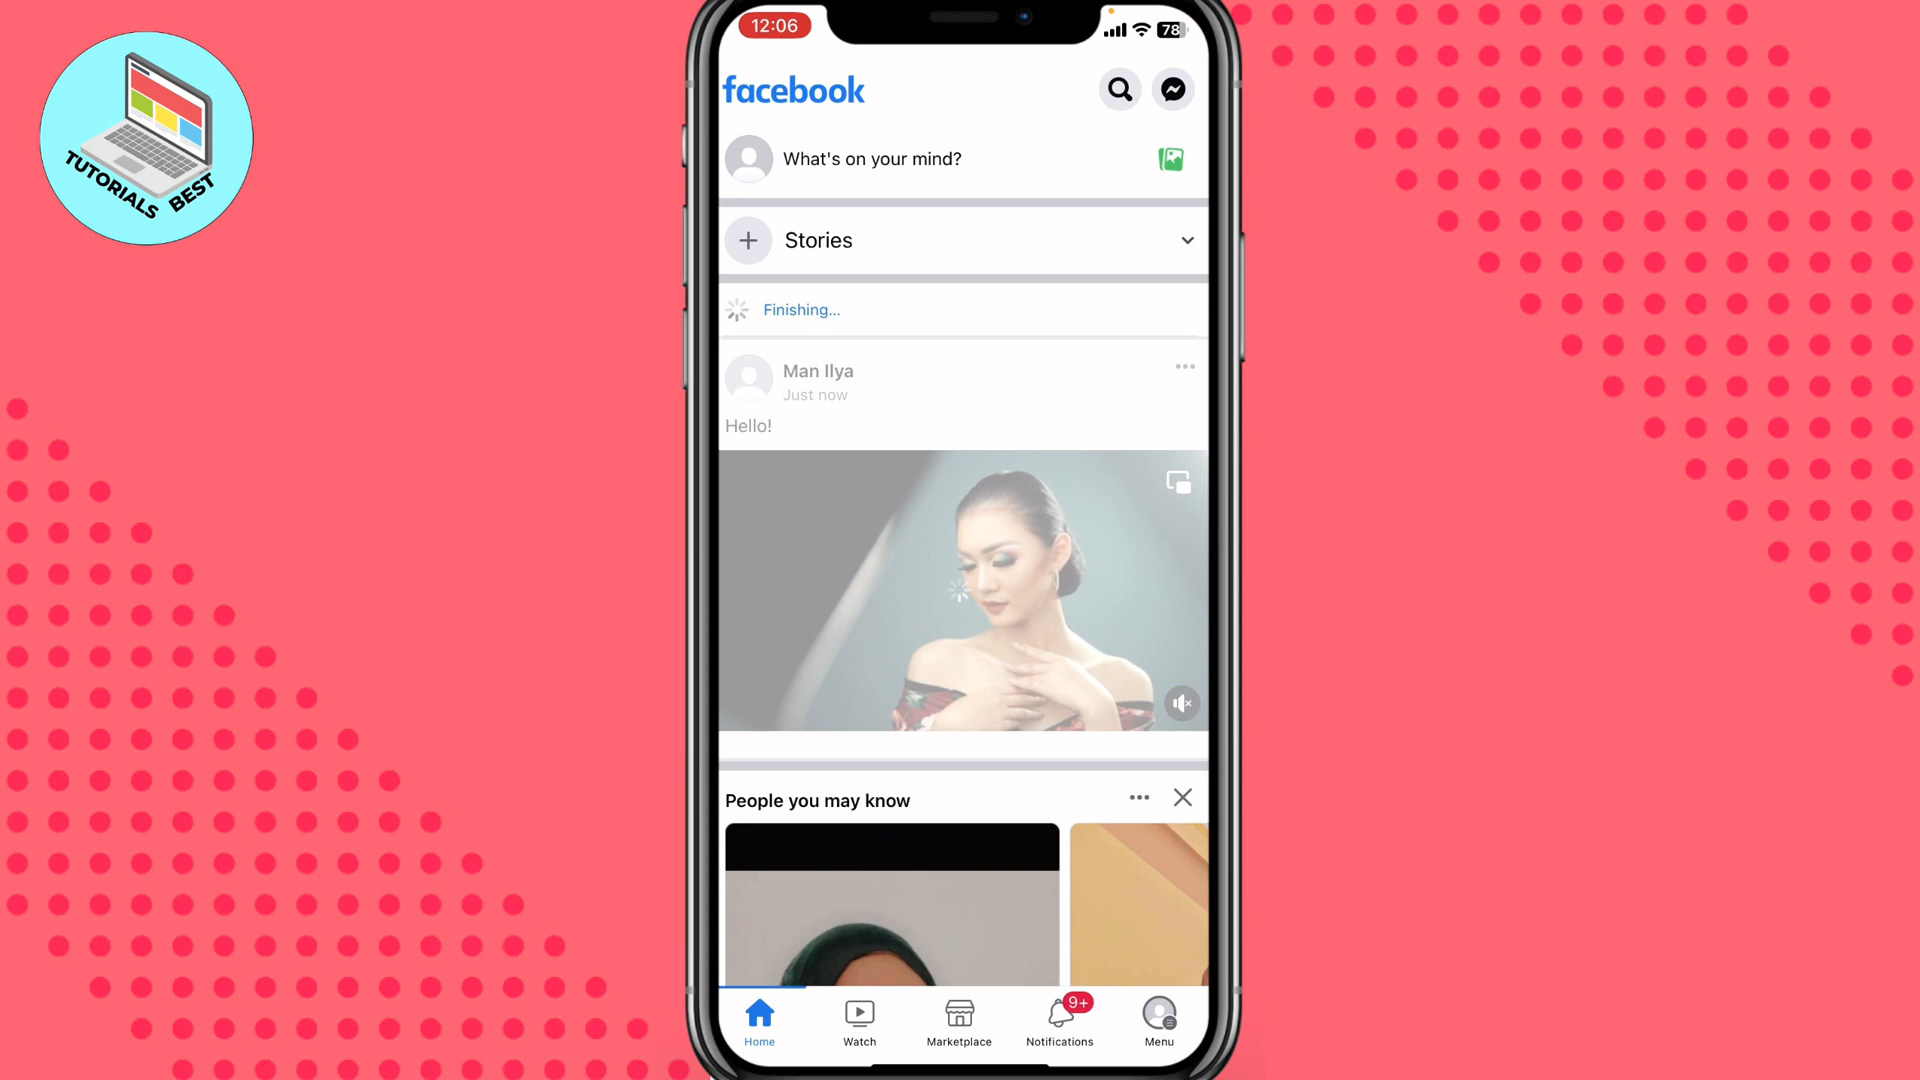 TUTORIALS BEST
12:06
78
facebook
What's on your mind?
Stories
Finishing...
Man Ilya
Just now
Hello!
People you may know
9+
Home
Watch
Marketplace
Notifications
Menu